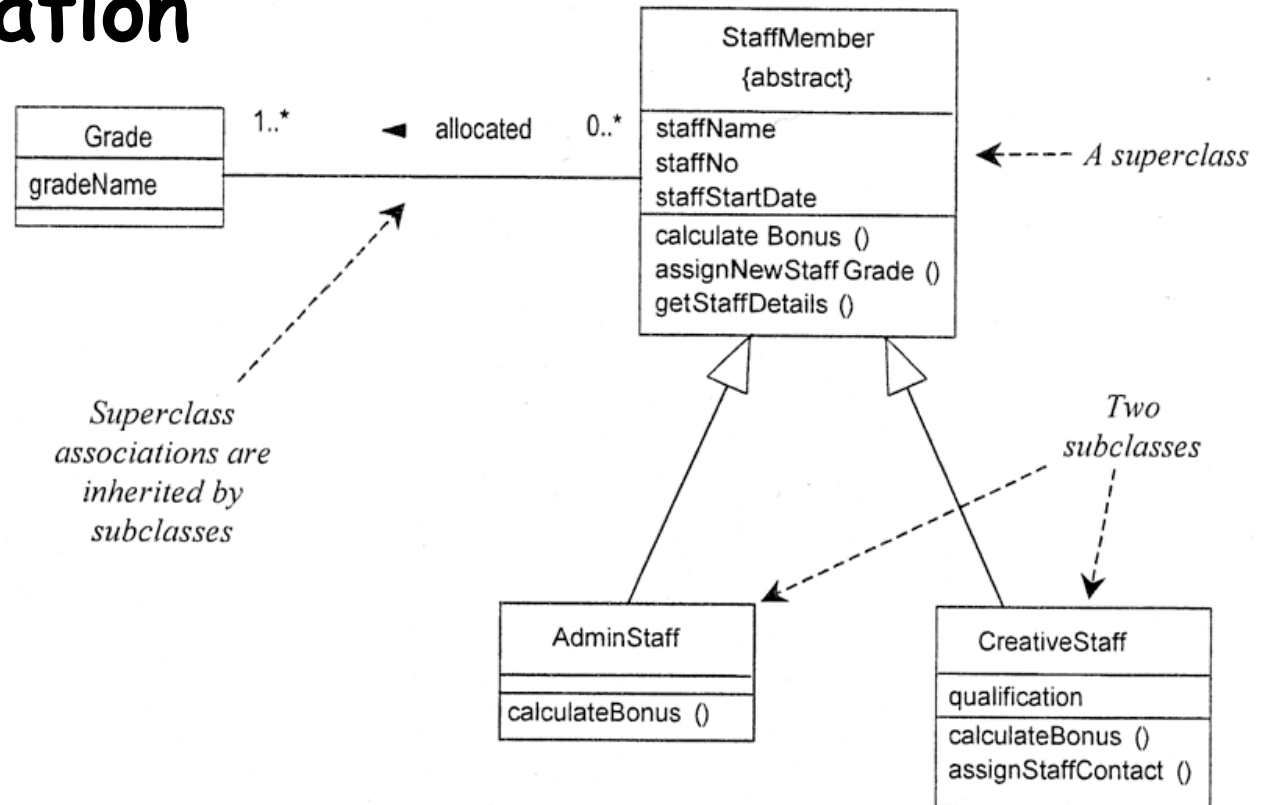 ation
StaffMember
{abstract}
staffName
staffNo
staffStartDate
calculate Bonus ()
assignNewStaff Grade ()
getStaffDetails ()
Grade
gradeName
1..*
◄ allocated
0..*
A superclass
Superclass
associations are
inherited by
subclasses
Two
subclasses
AdminStaff
calculateBonus ()
CreativeStaff
qualification
calculateBonus ()
assignStaffContact ()